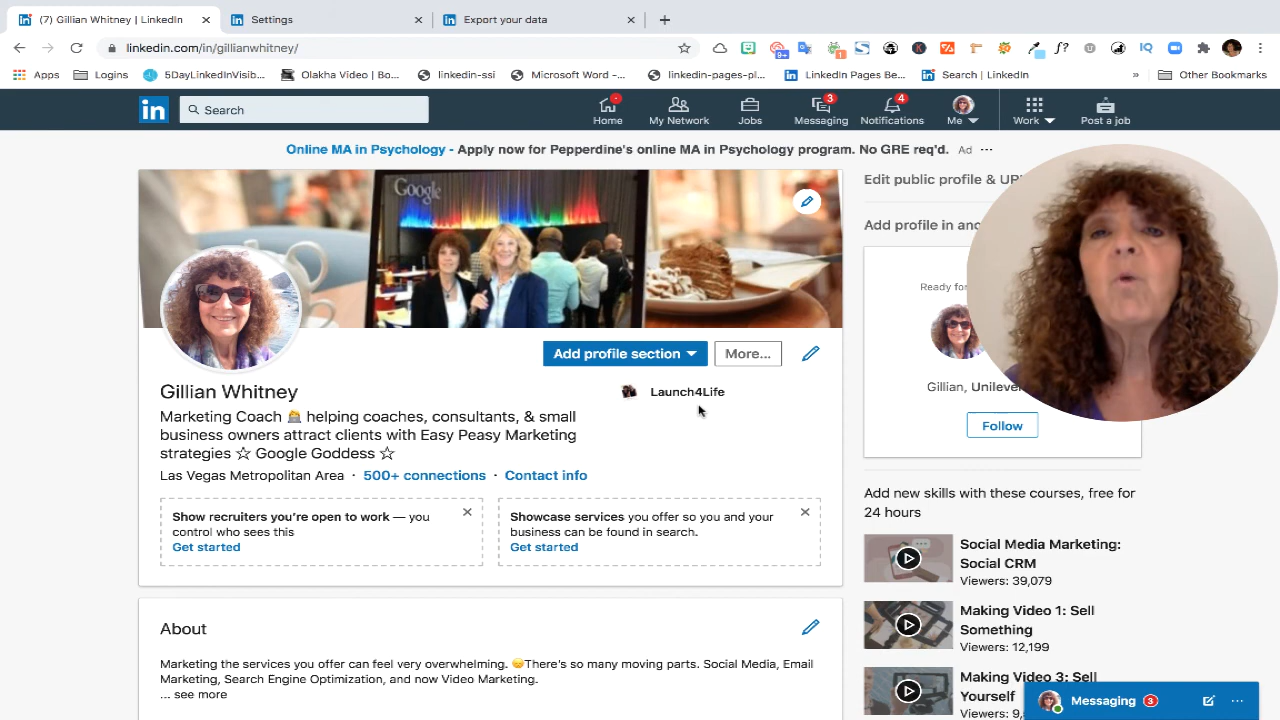 (7) Gillian Whitney | LinkedIn
Settings
Export your data
linkedin.com/in/gillianwhitney/
9+
1
f?
IQ
Apps
Logins
5DayLinkedInVisib...
Olakha Video | Bo...
linkedin-ssi
Microsoft Word -...
linkedin-pages-pl...
LinkedIn Pages Be...
Search | LinkedIn
»
Other Bookmarks
in
Search
Home
My Network
Jobs
3
Messaging
4
Notifications
Me
Work
Post a job
Online MA in Psychology - Apply now for Pepperdine's online MA in Psychology program. No GRE req'd. Ad ...
Google
Edit public profile &
Add profile in
Add profile section
More...
Gillian Whitney
Launch4Life
Marketing Coach 👩‍💻 helping coaches, consultants, & small
business owners attract clients with Easy Peasy Marketing
strategies ☆ Google Goddess ☆
Las Vegas Metropolitan Area · 500+ connections · Contact info
Show recruiters you're open to work — you
control who sees this
Get started
Showcase services you offer so you and your
business can be found in search.
Get started
Ready for
Gillian,
Follow
About
Marketing the services you offer can feel very overwhelming. 😔There's so many moving parts. Social Media, Email
Marketing, Search Engine Optimization, and now Video Marketing.
... see more
Add new skills with these courses, free for
24 hours
Social Media Marketing:
Social CRM
Viewers: 39,079
Making Video 1: Sell
Something
Viewers: 12,199
Making Video 3: Sell
Yourself
Viewers: 9,
Messaging 3